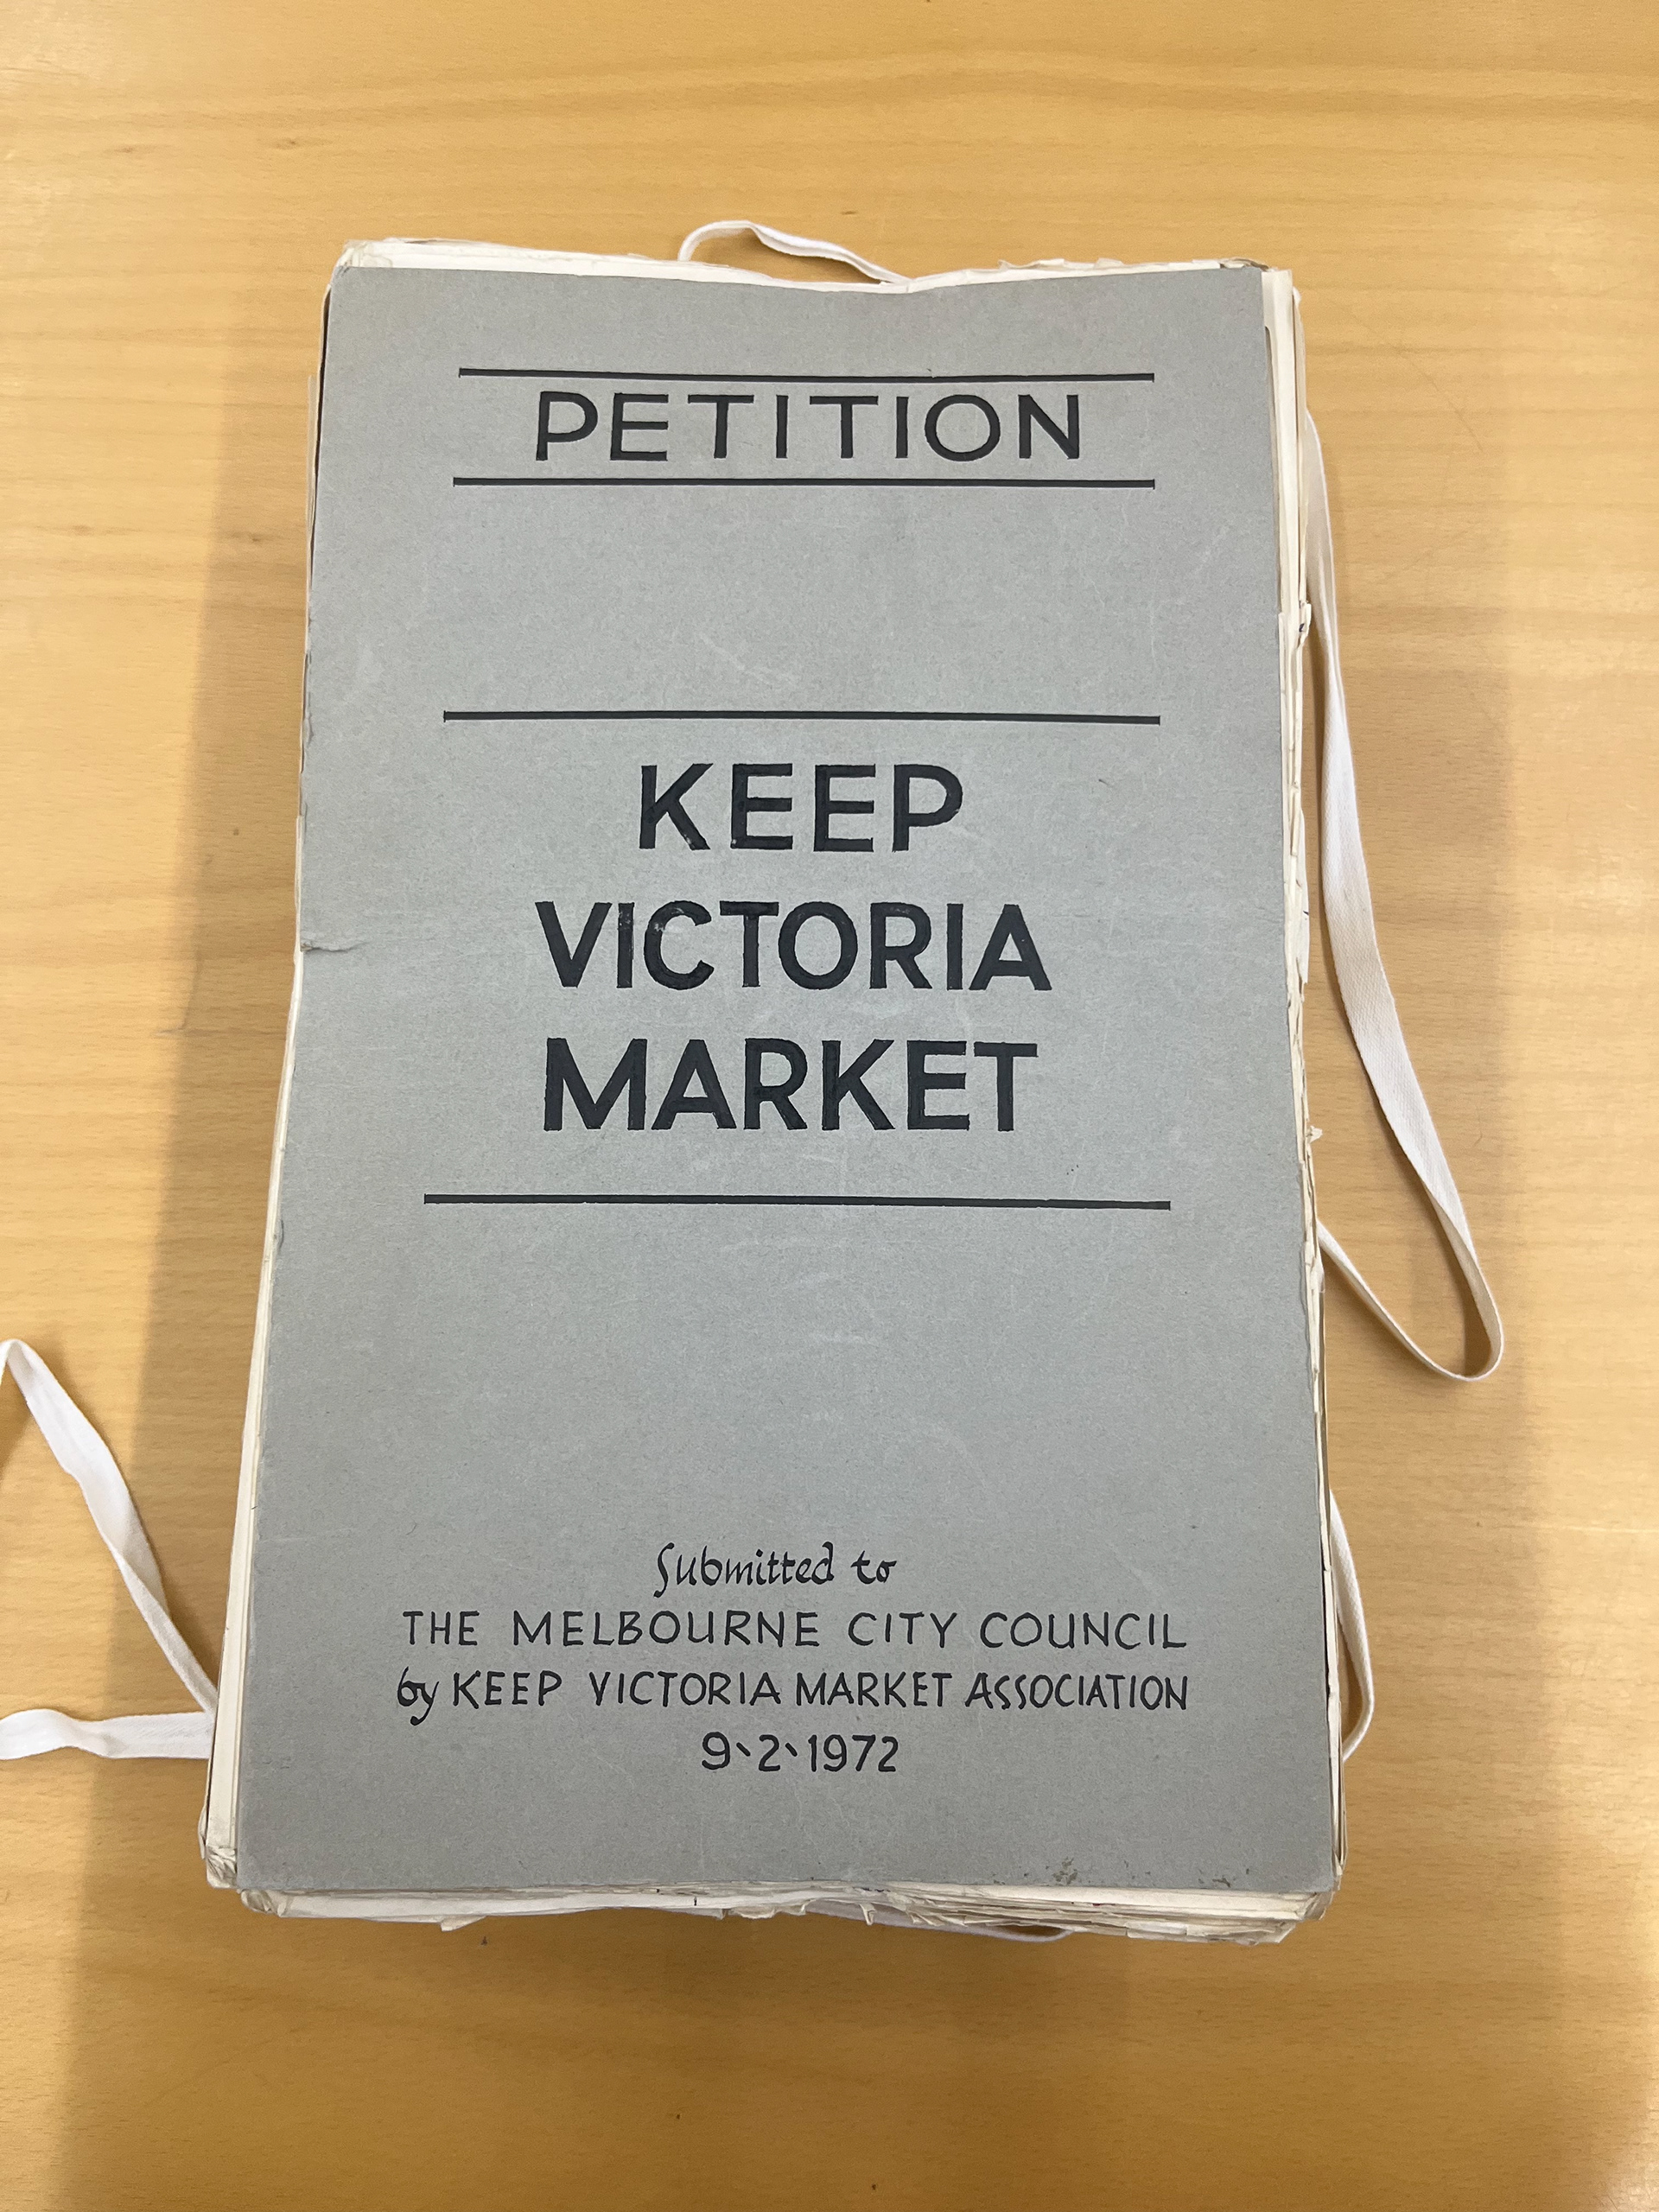 PETITION
KEEP
VICTORIA
MARKET
Submitted to
THE MELBOURNE CITY COUNCIL
by KEEP VICTORIA MARKET ASSOCIATION
9·2·1972